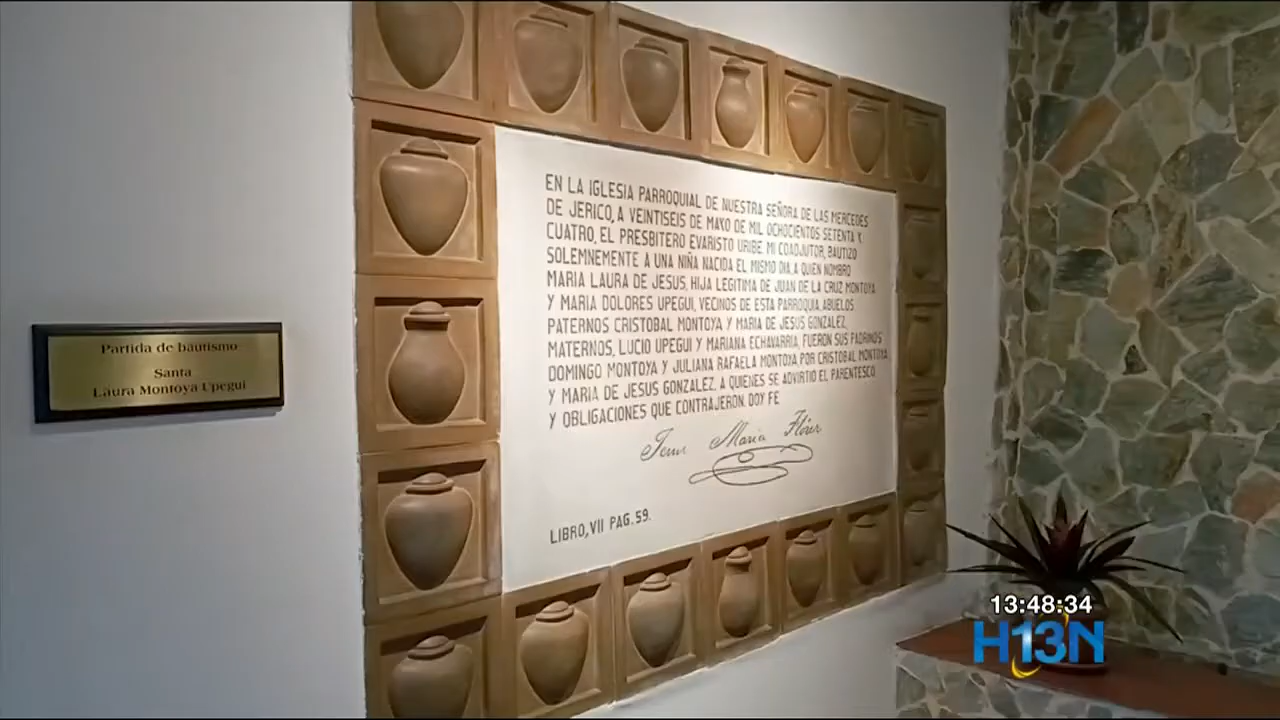 Partida de bautismo
Santa
Laura Montoya Upegui
EN LA IGLESIA PARROQUIAL DE NUESTRA SEÑORA DE LAS MERCEDES
DE JERICO, A VEINTISEIS DE MAYO DE MIL OCHOCIENTOS SETENTA Y
CUATRO, EL PRESBITERO EVARISTO URIBE. MI COADJUTOR, BAUTIZO
SOLEMNEMENTE A UNA NIÑA NACIDA EL MISMO DIA, A QUIEN NOMBRO
MARIA LAURA DE JESUS, HIJA LEGITIMA DE JUAN DE LA CRUZ MONTOYA
Y MARIA DOLORES UPEGUI, VECINOS DE ESTA PARROQUIA. ABUELOS
PATERNOS CRISTOBAL MONTOYA Y MARIA DE JESUS GONZALEZ,
MATERNOS, LUCIO UPEGUI Y MARIANA ECHAVARRIA, FUERON SUS PADRINOS
DOMINGO MONTOYA Y JULIANA RAFAELA MONTOYA POR CRISTOBAL MONTOYA
Y MARIA DE JESUS GONZALEZ, A QUIENES SE ADVIRTIO EL PARENTESCO
Y OBLIGACIONES QUE CONTRAJERON. DOY FE
Maria Flórez
LIBRO, VII PAG. 59.
13:48:34
H13N